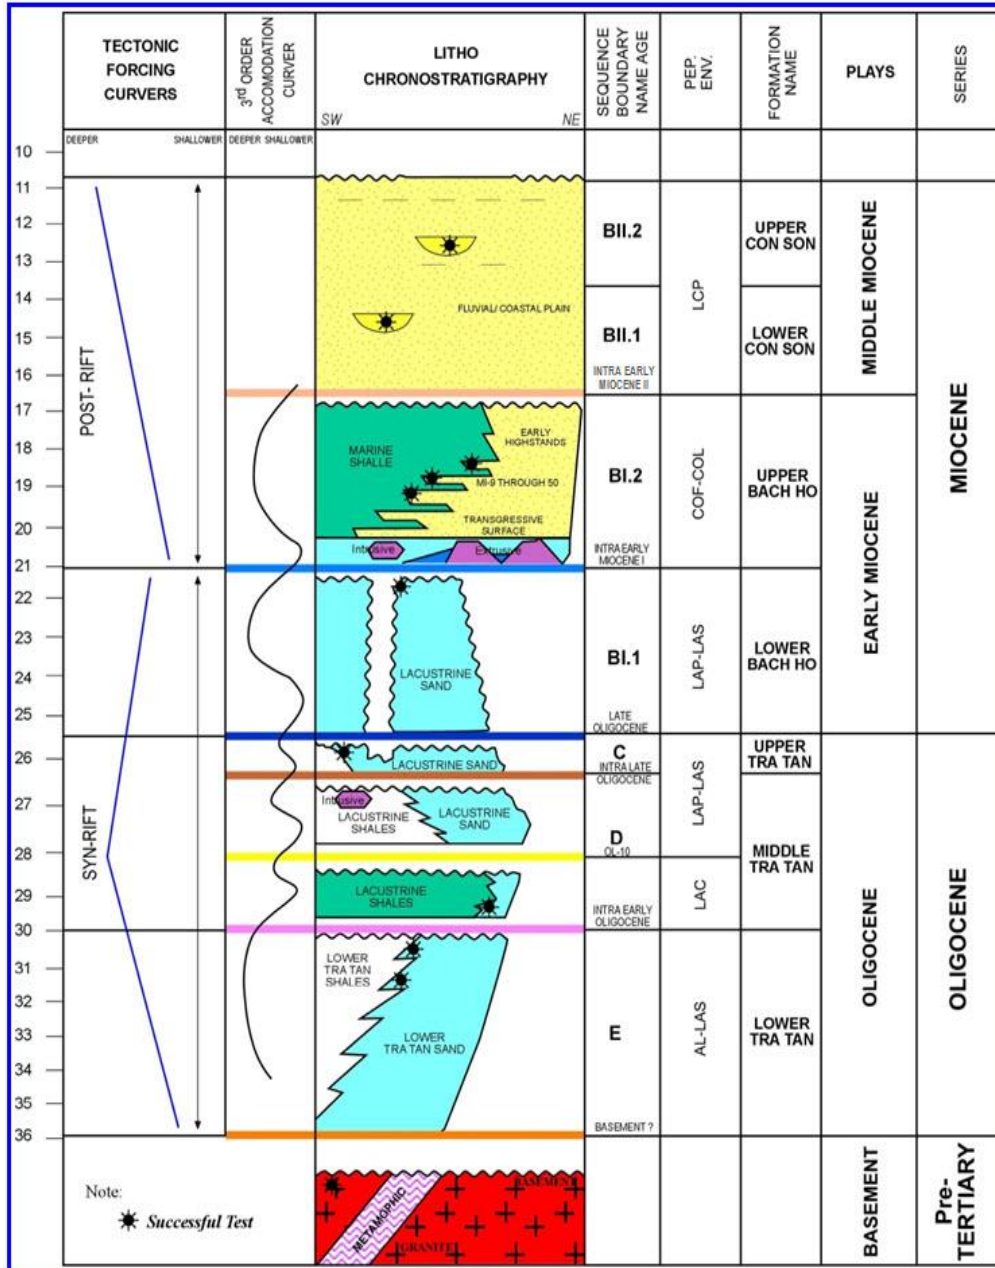 TECTONIC
FORCING
CURVERS
3rd ORDER
ACCOMODATION
CURVER
LITHO
CHRONOSTRATIGRAPHY
SW
NE
SEQUENCE
BOUNDARY
NAME AGE
PEP.
ENV.
FORMATION
NAME
PLAYS
SERIES
DEEPER
SHALLOWER
DEEPER SHALLOWER
10
11
12
13
14
15
16
17
18
19
20
21
22
23
24
25
26
27
28
29
30
31
32
33
34
35
36
POST- RIFT
SYN-RIFT
FLUVIAL/ COASTAL PLAIN
MARINE
SHALLE
EARLY
HIGHSTANDS
MI-9 THROUGH 50
TRANSGRESSIVE
SURFACE
Intrusive
Extrusive
LACUSTRINE
SAND
LACUSTRINE SAND
Intrusive
LACUSTRINE
SHALES
LACUSTRINE
SAND
LACUSTRINE
SHALES
LOWER
TRA TAN
SHALES
LOWER
TRA TAN SAND
BASEMENT
METAMOPHIC
GRANITE
BII.2
BII.1
INTRA EARLY
MIOCENE II
BI.2
INTRA EARLY
MIOCENE I
BI.1
LATE
OLIGOCENE
C
INTRA LATE
OLIGOCENE
D
OL-10
INTRA EARLY
OLIGOCENE
E
BASEMENT ?
LCP
COF-COL
LAP-LAS
LAP-LAS
LAC
AL-LAS
UPPER
CON SON
LOWER
CON SON
UPPER
BACH HO
LOWER
BACH HO
UPPER
TRA TAN
MIDDLE
TRA TAN
LOWER
TRA TAN
MIDDLE MIOCENE
EARLY MIOCENE
OLIGOCENE
BASEMENT
MIOCENE
OLIGOCENE
Pre-
TERTIARY
Note:
Successful Test